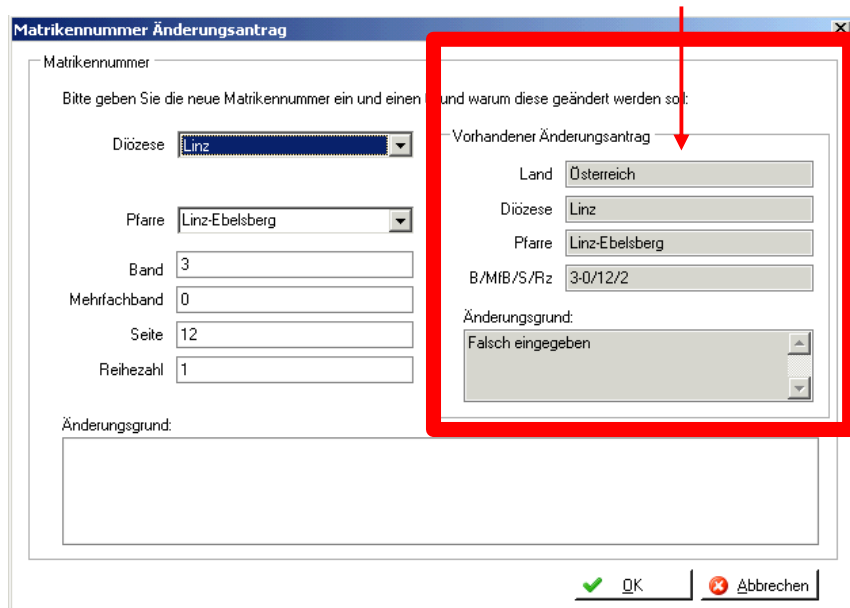 Matrikennummer Änderungsantrag
Matrikennummer
Bitte geben Sie die neue Matrikennummer ein und einen und warum diese geändert werden soll:
Diözese Linz
Pfarre Linz-Ebelsberg
Band 3
Mehrfachband 0
Seite 12
Reihezahl 1
Vorhandener Änderungsantrag
Land Österreich
Diözese Linz
Pfarre Linz-Ebelsberg
B/MfB/S/Rz 3-0/12/2
Änderungsgrund:
Falsch eingegeben
Änderungsgrund:
OK
Abbrechen